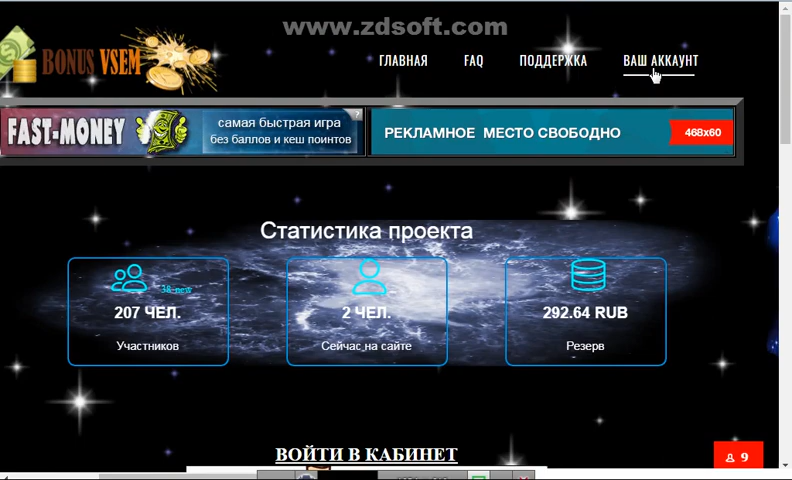 www.zdsoft.com
BONUS VSEM
ГЛАВНАЯ FAQ ПОДДЕРЖКА ВАШ АККАУНТ
FAST-MONEY
самая быстрая игра
без баллов и кеш поинтов
?
РЕКЛАМНОЕ МЕСТО СВОБОДНО
468x60
Статистика проекта
38-new
207 ЧЕЛ.
Участников
2 ЧЕЛ.
Сейчас на сайте
292.64 RUB
Резерв
ВОЙТИ В КАБИНЕТ
9